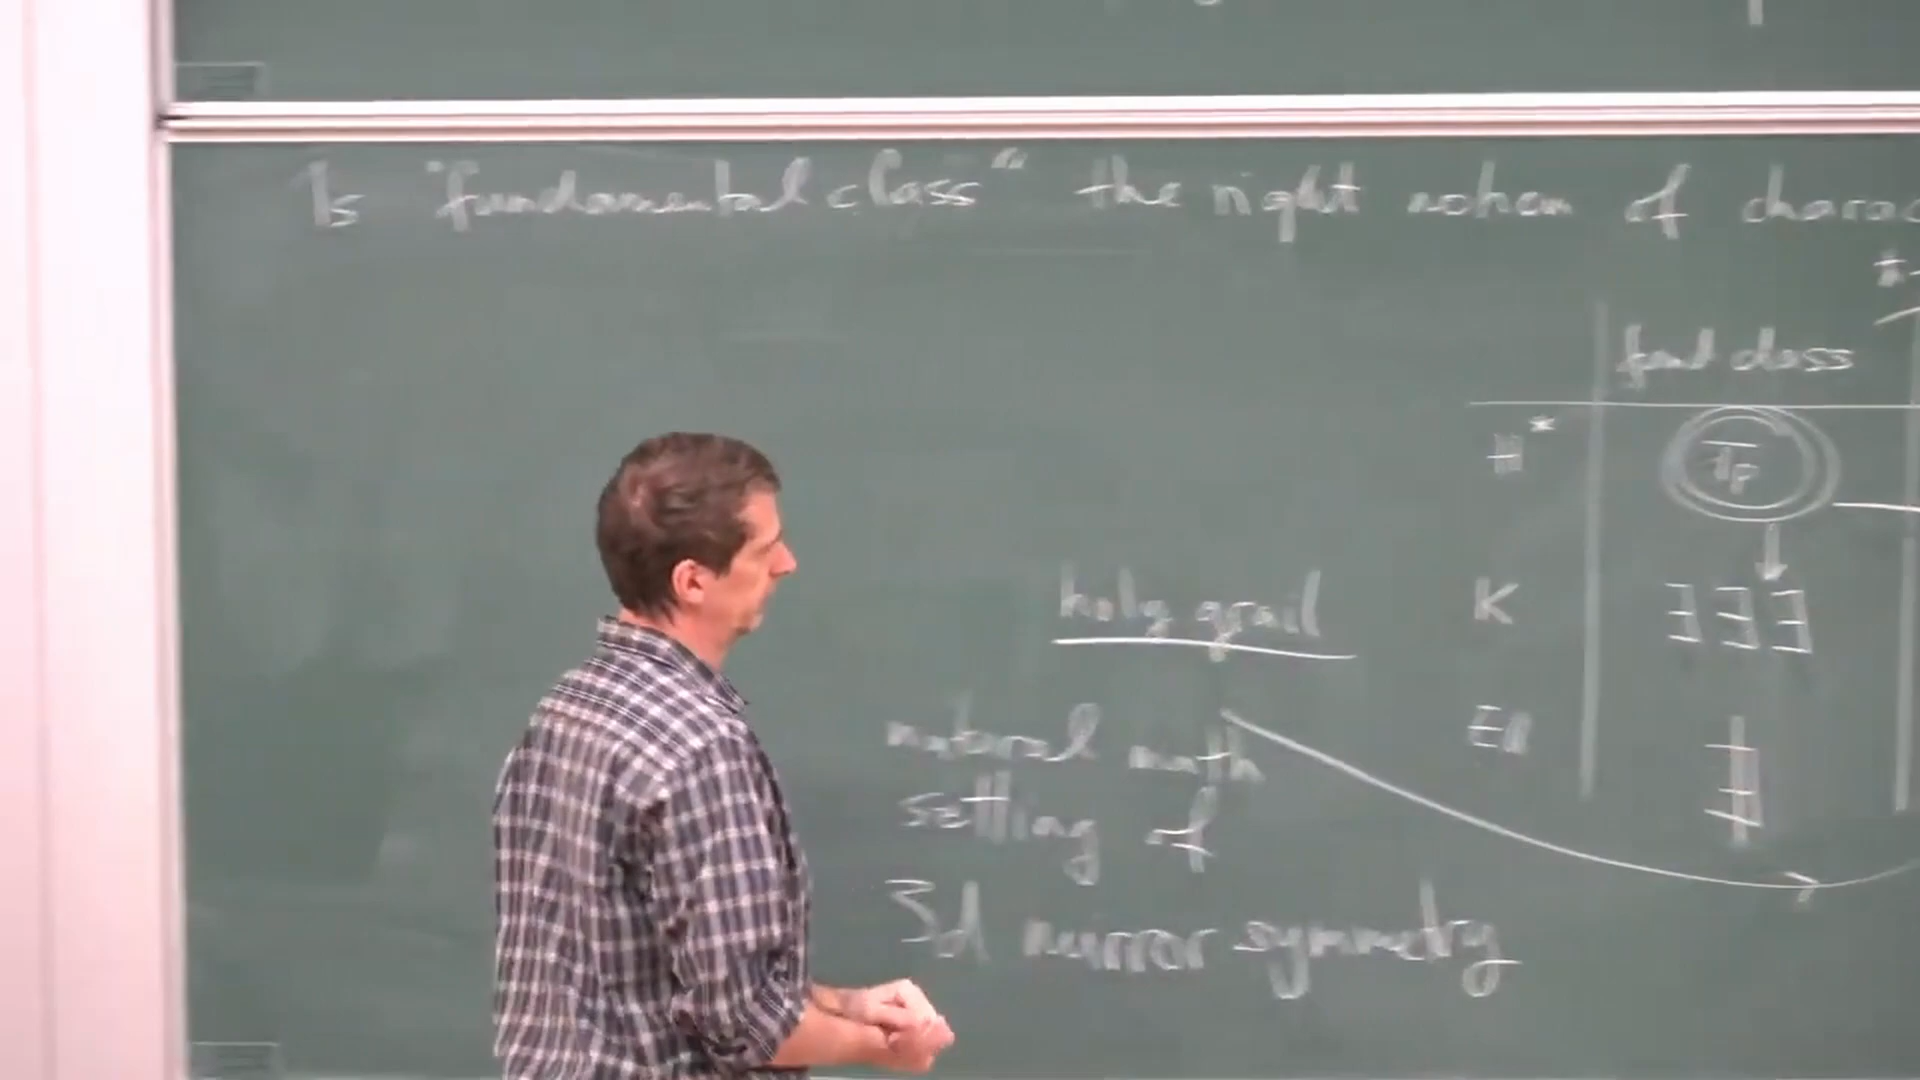 Is "fundamental class" the right notion of charac
fund class
H*
Tp
holy grail
K
∃∃∃
natural math
Ell
∄
setting of
3d mirror symmetry